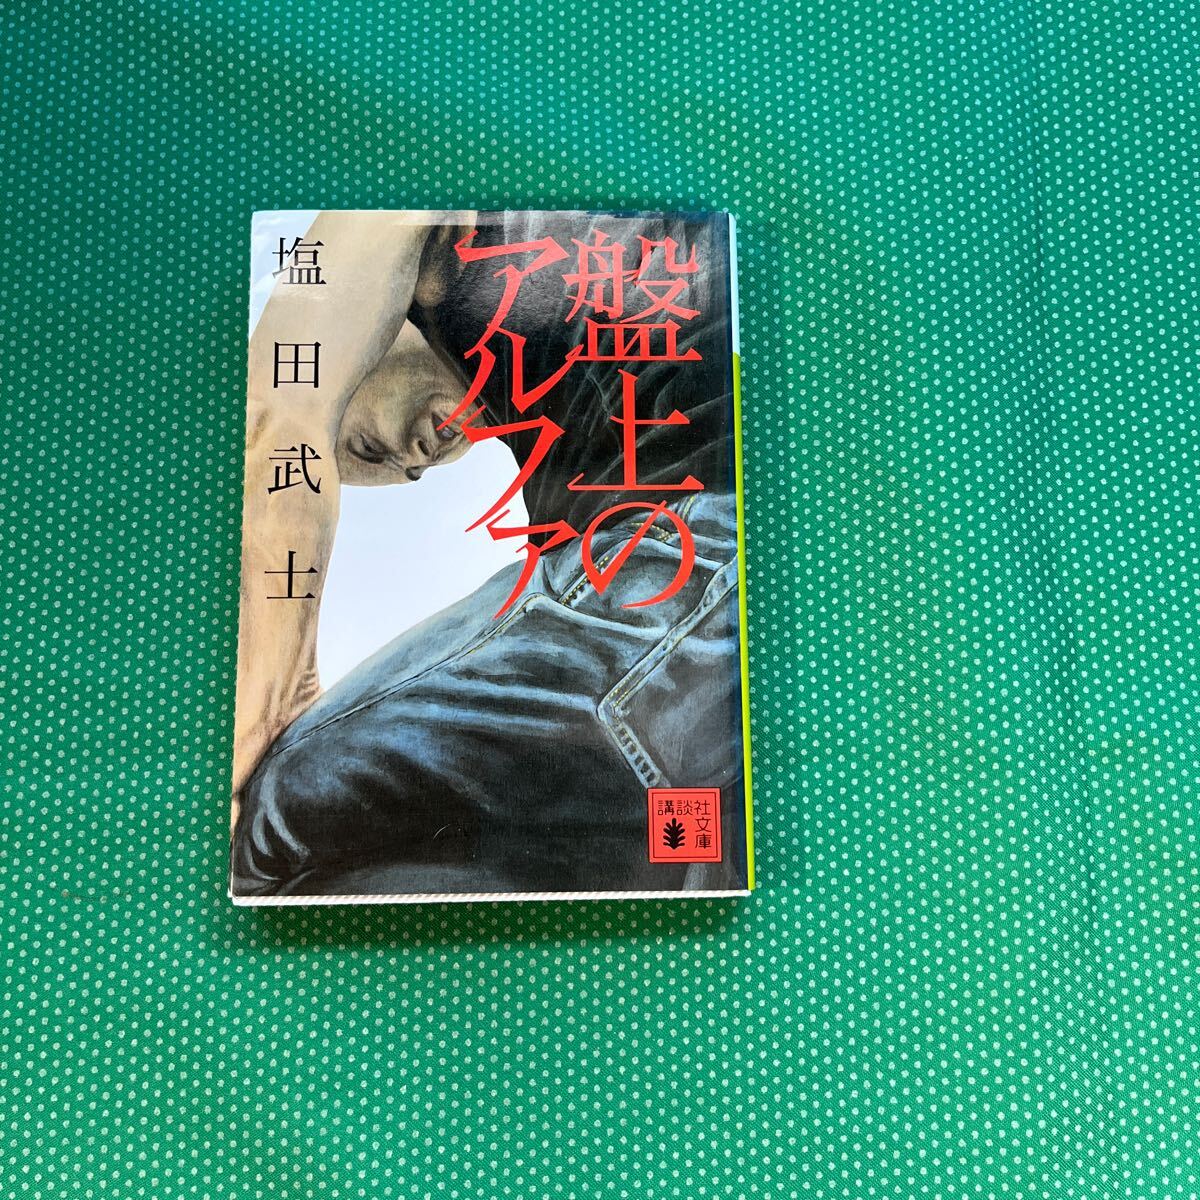 盤上の
アルファ
塩田武士
講談社
文庫